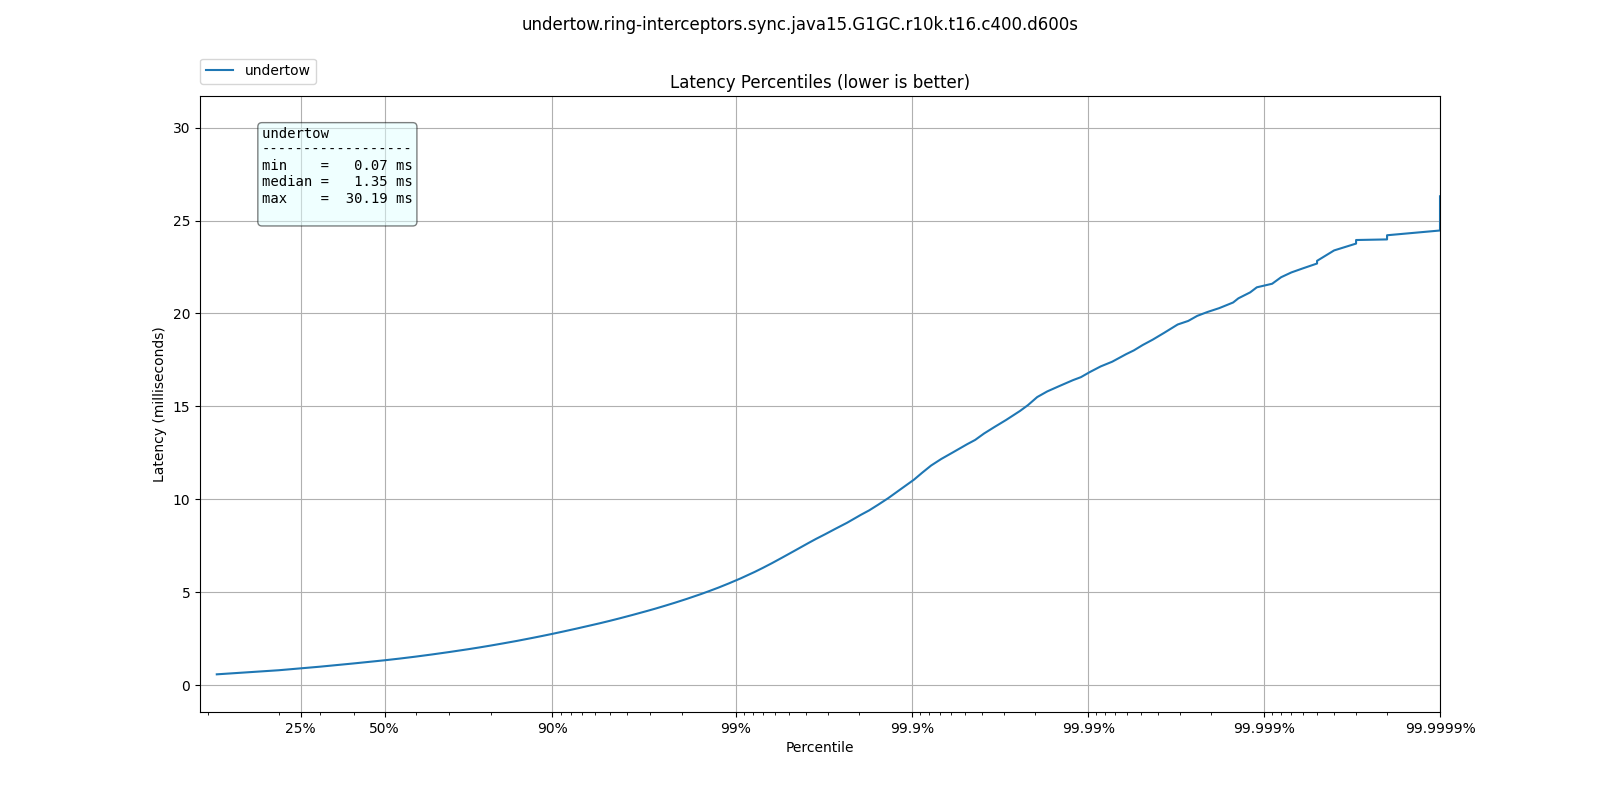 undertow.ring-interceptors.sync.java15.G1GC.r10k.t16.c400.d600s
undertow
Latency Percentiles (lower is better)
undertow
------------------
min    =   0.07 ms
median =   1.35 ms
max    =  30.19 ms
30
25
20
15
10
5
0
Latency (milliseconds)
25% 50% 90% 99% 99.9% 99.99% 99.999% 99.9999%
Percentile